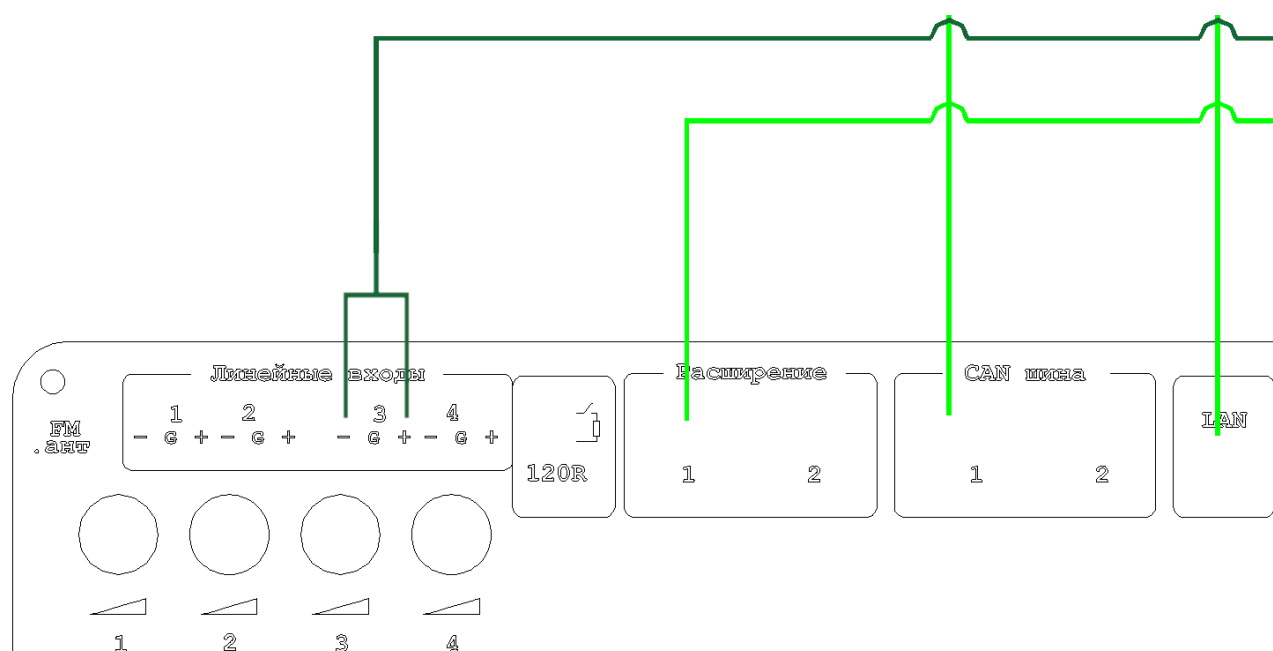 Линейные входы
Расширение
CAN шина
1 2 3 4
- G + - G + - G + - G +
FM
.ант
LAN
120R
1 2
1 2
1 2 3 4